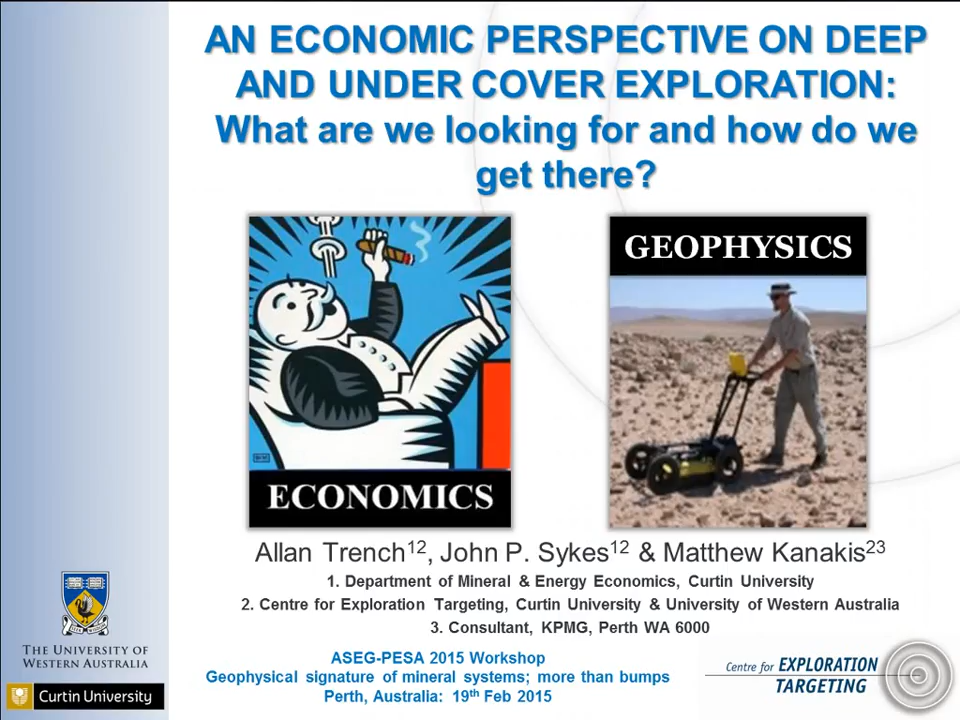 AN ECONOMIC PERSPECTIVE ON DEEP
AND UNDER COVER EXPLORATION:
What are we looking for and how do we
get there?
GEOPHYSICS
ECONOMICS
Allan Trench12, John P. Sykes12 & Matthew Kanakis23
1. Department of Mineral & Energy Economics, Curtin University
2. Centre for Exploration Targeting, Curtin University & University of Western Australia
3. Consultant, KPMG, Perth WA 6000
ASEG-PESA 2015 Workshop
Geophysical signature of mineral systems; more than bumps
Perth, Australia: 19th Feb 2015
THE UNIVERSITY OF
WESTERN AUSTRALIA
Curtin University
Centre for EXPLORATION
TARGETING